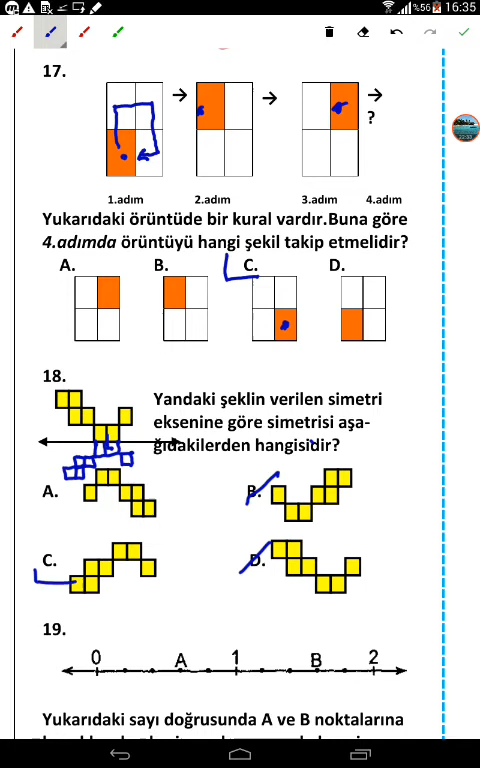 %56 16:35
17.
→ → →
?
1.adım 2.adım 3.adım 4.adım
Yukarıdaki örüntüde bir kural vardır.Buna göre
4.adımda örüntüyü hangi şekil takip etmelidir?
A. B. C. D.
18.
Yandaki şeklin verilen simetri
eksenine göre simetrisi aşa-
ğıdakilerden hangisidir?
A. B.
C. D.
19.
0 A 1 B 2
Yukarıdaki sayı doğrusunda A ve B noktalarına